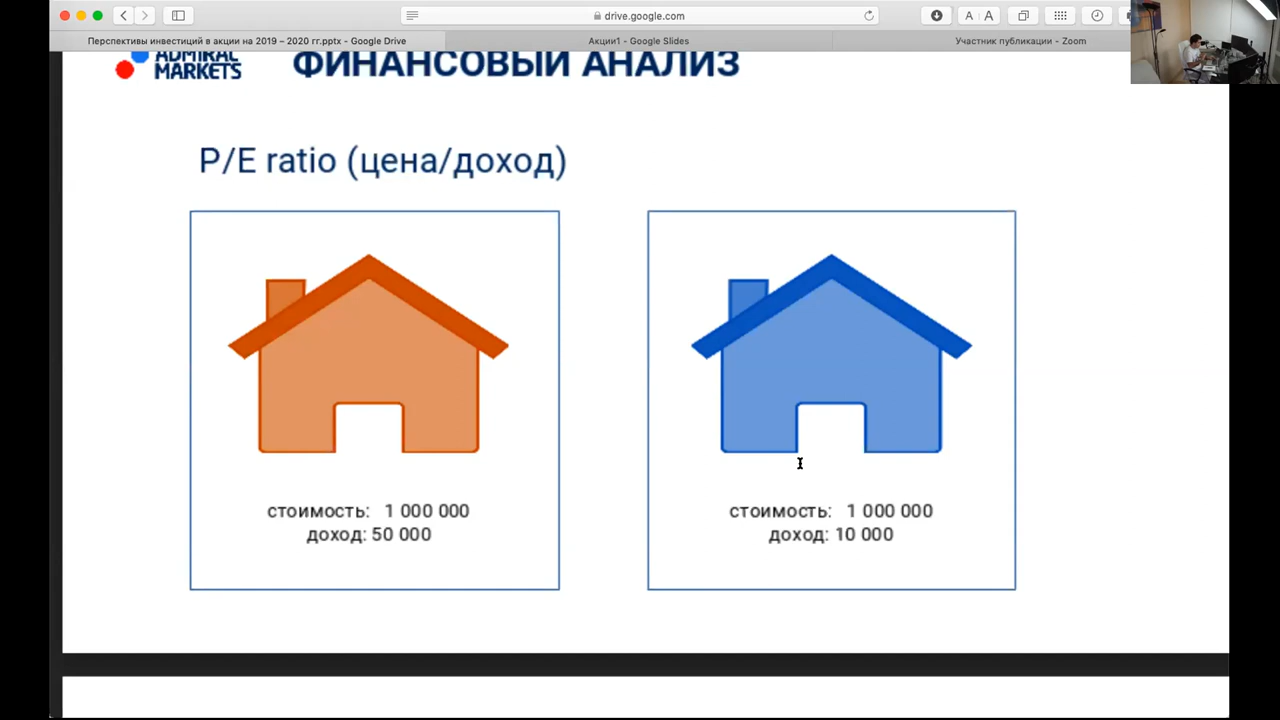 drive.google.com
A A
Перспективы инвестиций в акции на 2019 – 2020 гг.pptx - Google Drive
Акции1 - Google Slides
Участник публикации - Zoom
ADMIRAL
MARKETS
ФИНАНСОВЫЙ АНАЛИЗ
P/E ratio (цена/доход)
стоимость: 1 000 000
доход: 50 000
стоимость: 1 000 000
доход: 10 000